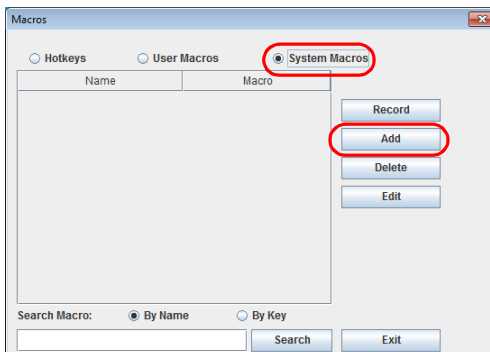 Macros
Hotkeys User Macros System Macros
Name Macro
Record
Add
Delete
Edit
Search Macro: By Name By Key
Search Exit